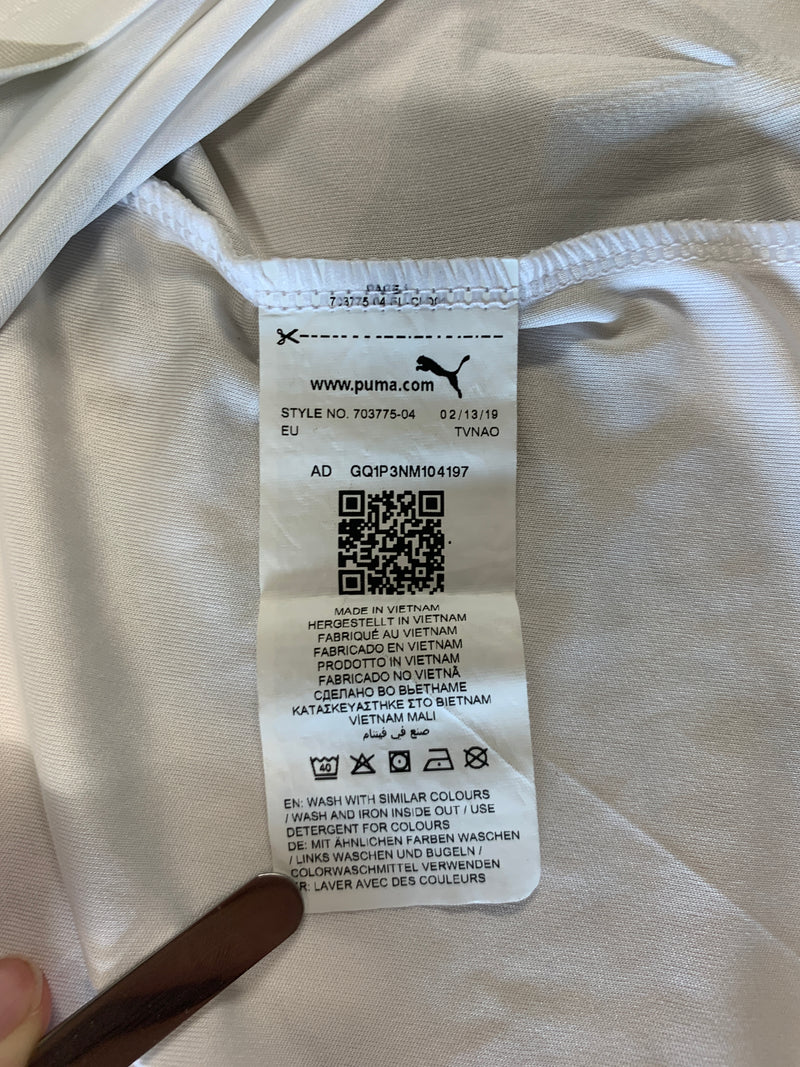 www.puma.com
STYLE NO. 703775-04 02/13/19
EU TVNAO
AD GQ1P3NM104197
MADE IN VIETNAM
HERGESTELLT IN VIETNAM
FABRIQUÉ AU VIETNAM
FABRICADO EN VIETNAM
PRODOTTO IN VIETNAM
FABRICADO NO VIETNÃ
СДЕЛАНО ВО ВЬЕТНАМЕ
ΚΑΤΑΣΚΕΥΑΣΤΗΚΕ ΣΤΟ ΒΙΕΤΝΑΜ
VİETNAM MALI
صنع في فيتنام
40
EN: WASH WITH SIMILAR COLOURS
/ WASH AND IRON INSIDE OUT / USE
DETERGENT FOR COLOURS
DE: MIT ÄHNLICHEN FARBEN WASCHEN
/ LINKS WASCHEN UND BUGELN /
COLORWASCHMITTEL VERWENDEN
LAVER AVEC DES COULEURS